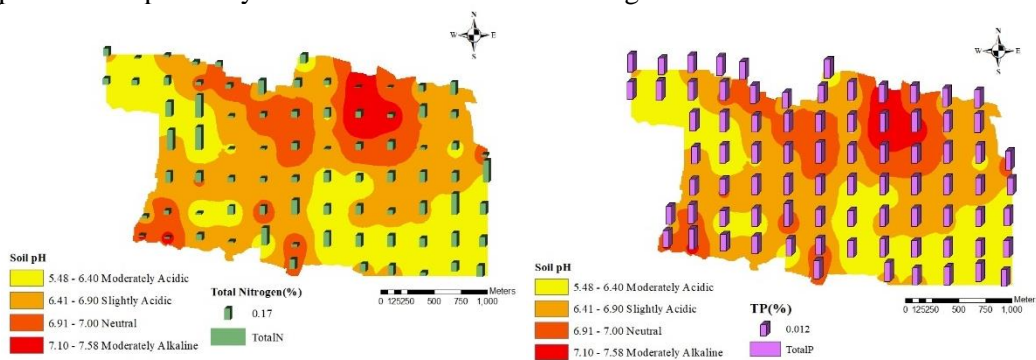 N
W E
S
Soil pH
5.48 - 6.40 Moderately Acidic
6.41 - 6.90 Slightly Acidic
6.91 - 7.00 Neutral
7.10 - 7.58 Moderately Alkaline
Total Nitrogen(%)
0.17
TotalN
0 125250 500 750 1,000
Meters
N
W E
S
Soil pH
5.48 - 6.40 Moderately Acidic
6.41 - 6.90 Slightly Acidic
6.91 - 7.00 Neutral
7.10 - 7.58 Moderately Alkaline
TP(%)
0.012
TotalP
0 125250 500 750 1,000
Meters